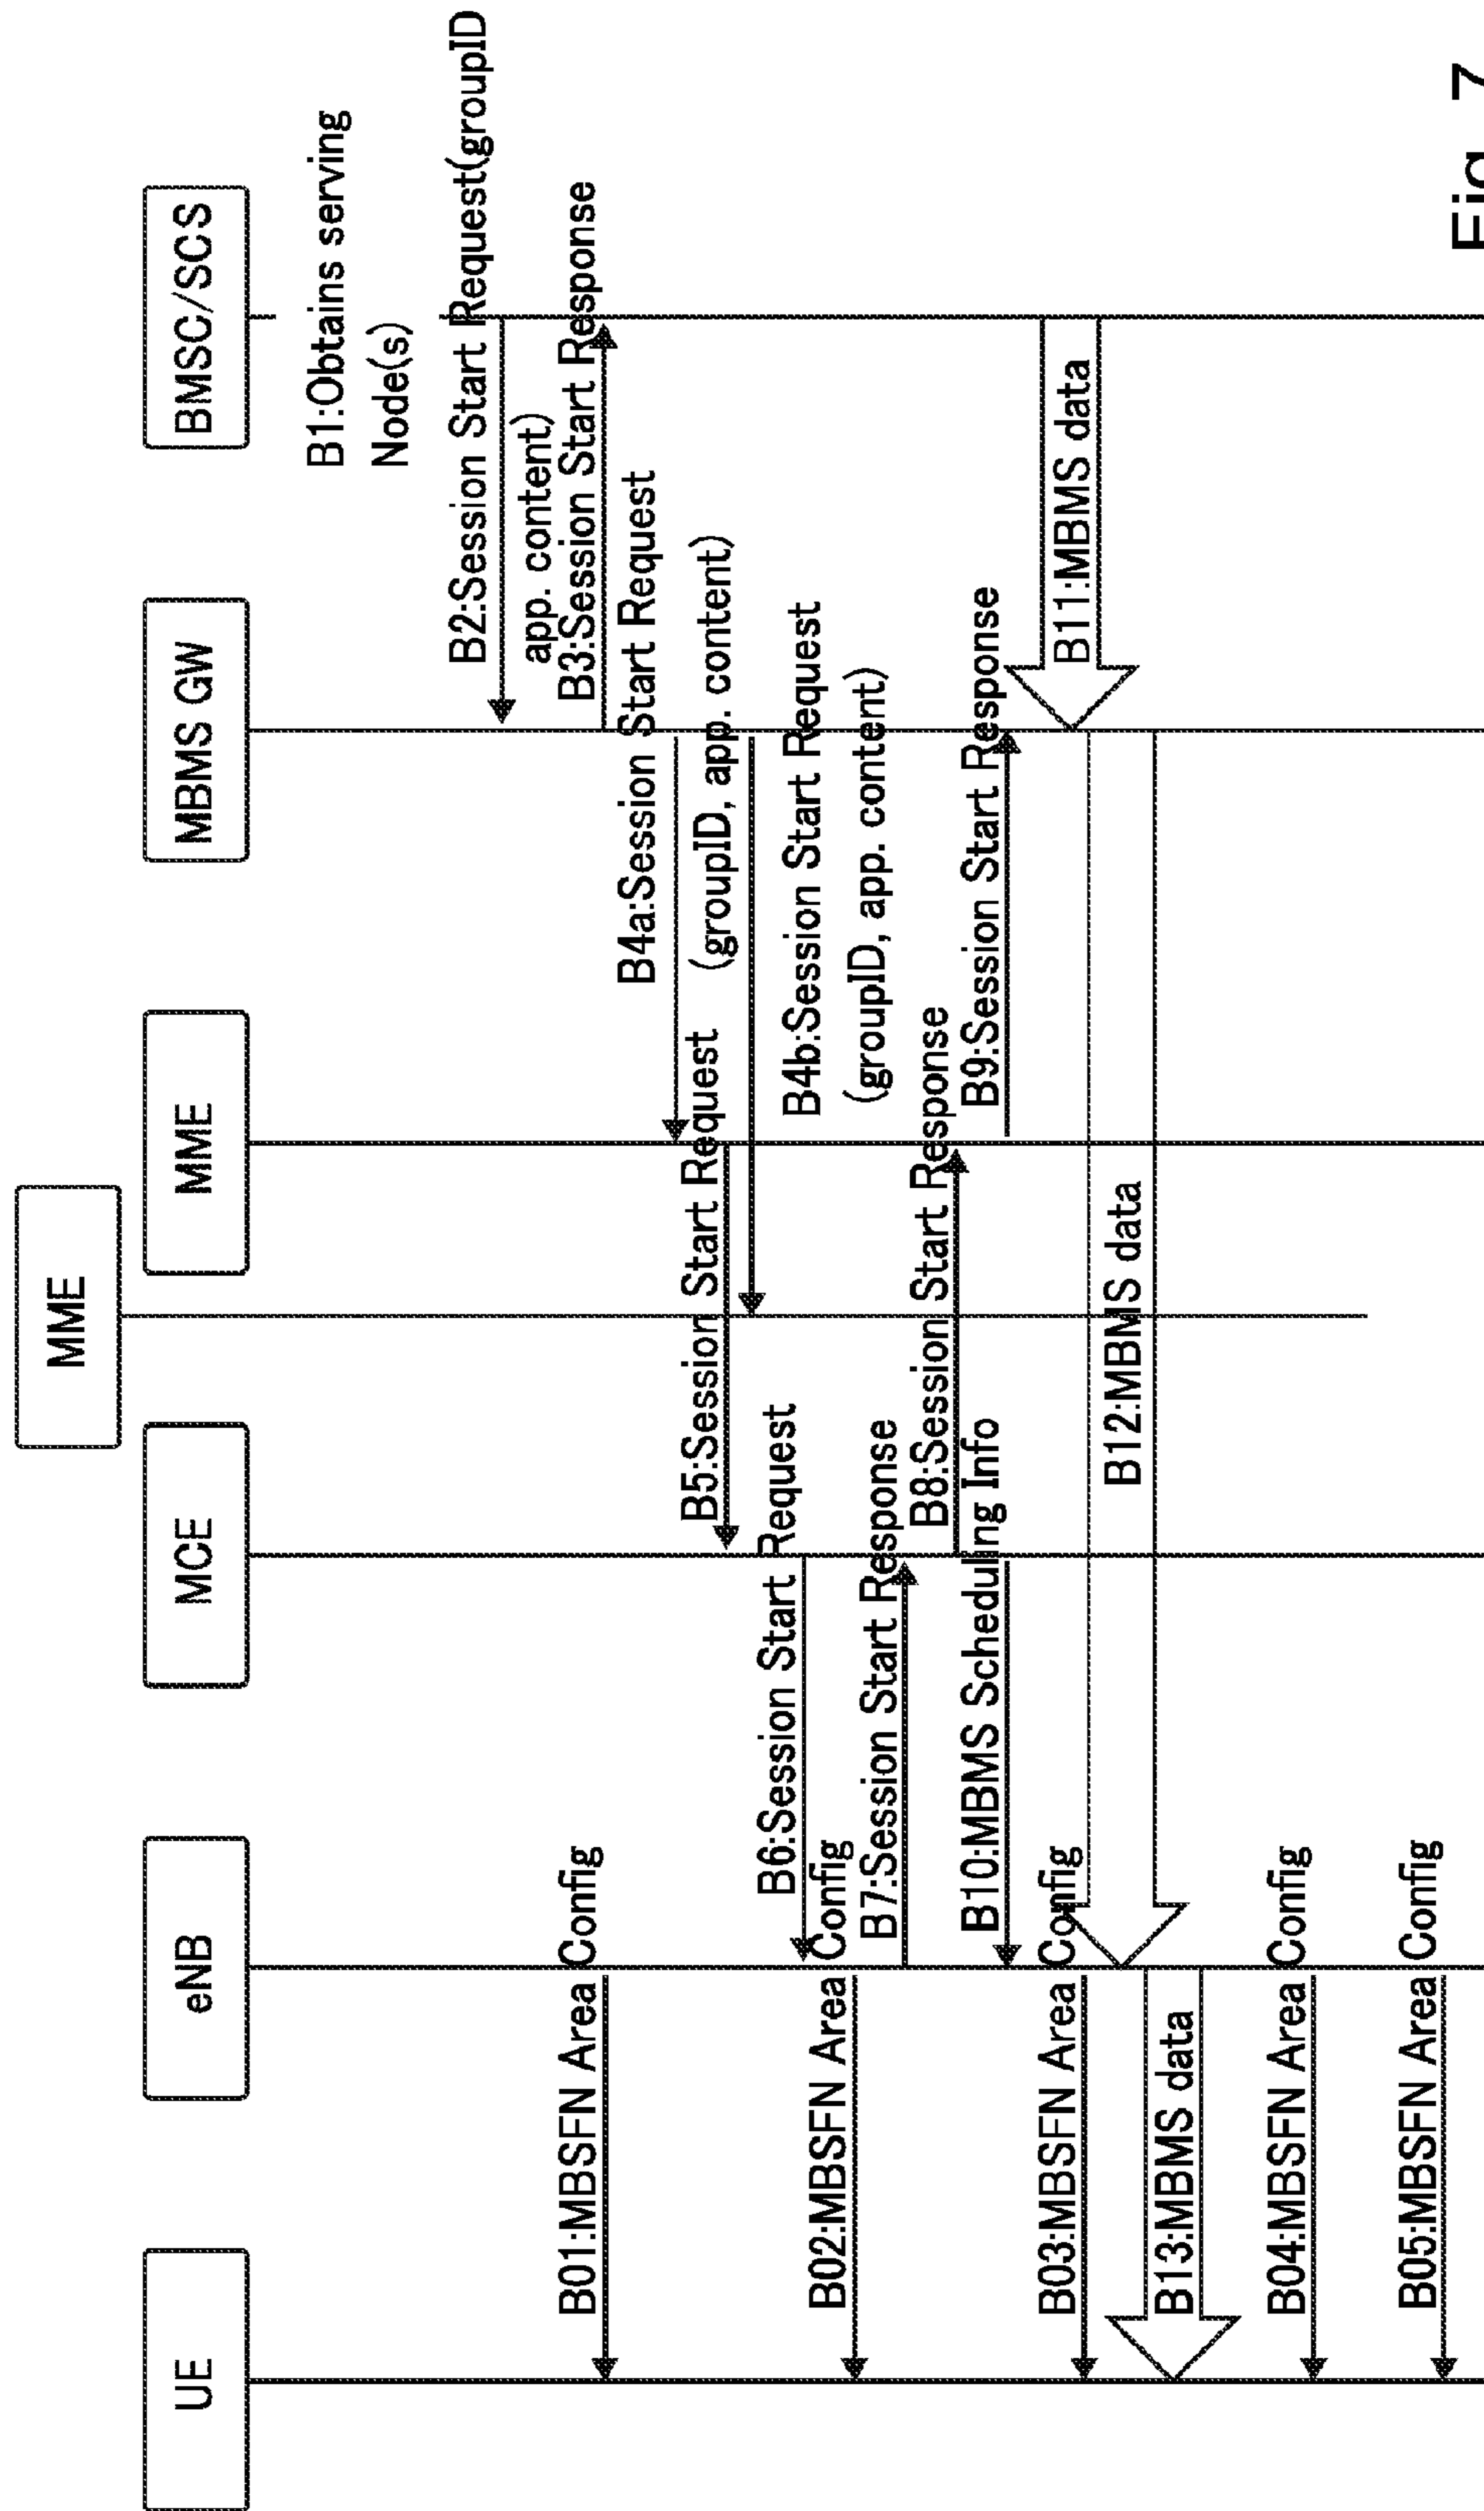 MME
UE
eNB
MCE
MME
MBMS GW
BMSC/SCS
B1:Obtains serving
Node(s)
B2:Session Start Request(groupID
app. content)
B01:MBSFN Area Config
B3:Session Start Response
B4a:Session Start Request
(groupID, app. content)
B5:Session Start Request
B6:Session Start Request
B4b:Session Start Request
(groupID, app. content)
B02:MBSFN Area Config
B7:Session Start Response
B8:Session Start Response
B9:Session Start Response
B10:MBMS Scheduling Info
B03:MBSFN Area Config
B11:MBMS data
B12:MBMS data
B13:MBMS data
B04:MBSFN Area Config
B05:MBSFN Area Config
Fig. 7